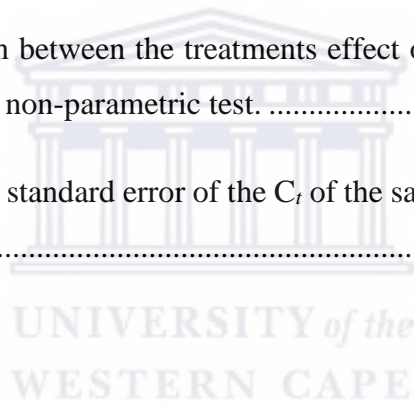 n between the treatments effect o
non-parametric test. ...................
standard error of the Ct of the sa
............................................
UNIVERSITY of the
WESTERN CAPE